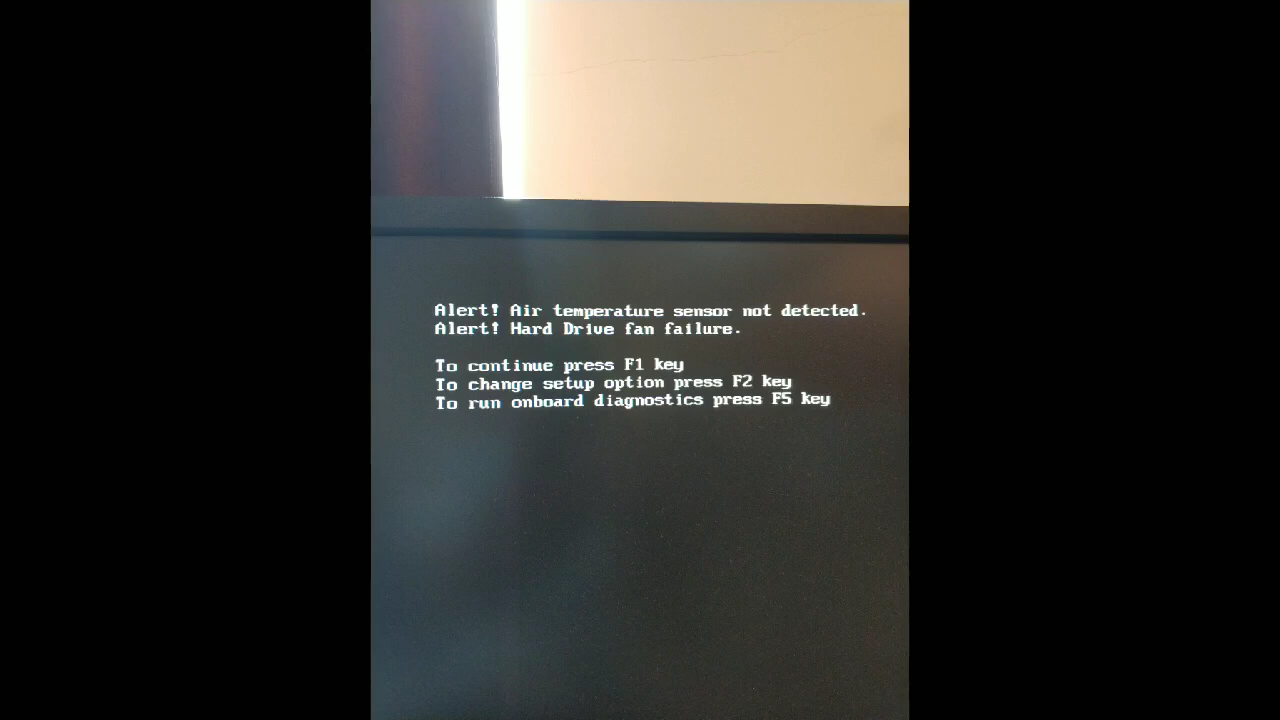 Alert! Air temperature sensor not detected.
Alert! Hard Drive fan failure.
To continue press F1 key
To change setup option press F2 key
To run onboard diagnostics press F5 key